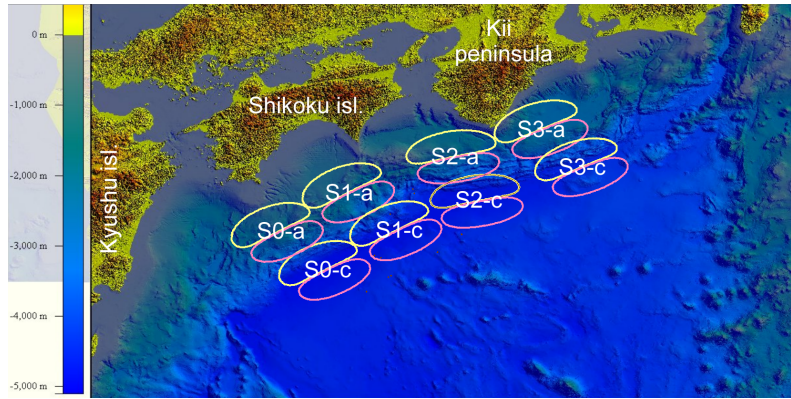 0 m
-1,000 m
-2,000 m
-3,000 m
-4,000 m
-5,000 m
Kii
peninsula
Shikoku isl.
Kyushu isl.
S3-a
S2-a
S3-c
S1-a
S2-c
S0-a
S1-c
S0-c